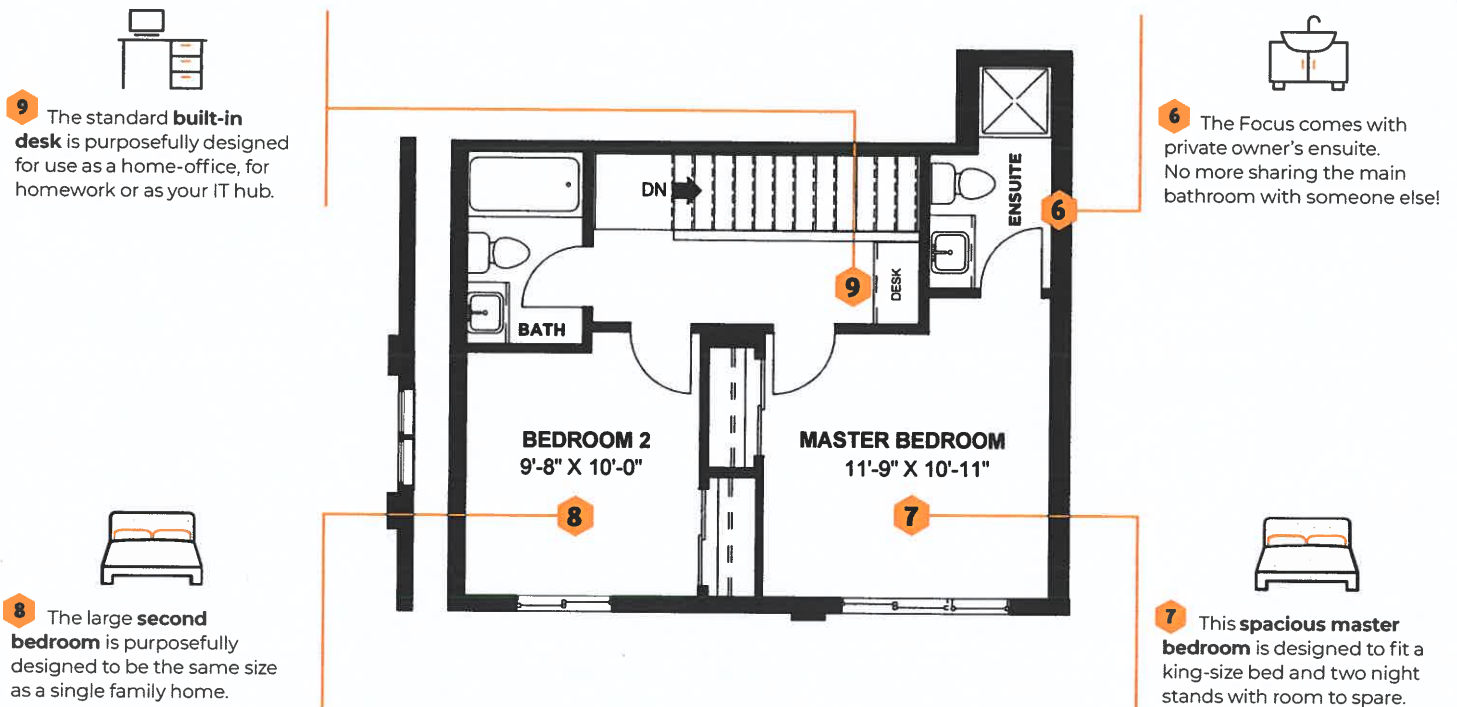 9 The standard built-in
desk is purposefully designed
for use as a home-office, for
homework or as your IT hub.
6 The Focus comes with
private owner's ensuite.
No more sharing the main
bathroom with someone else!
DN
ENSUITE
6
9
DESK
BATH
BEDROOM 2
9'-8" X 10'-0"
8
MASTER BEDROOM
11'-9" X 10'-11"
7
8 The large second
bedroom is purposefully
designed to be the same size
as a single family home.
7 This spacious master
bedroom is designed to fit a
king-size bed and two night
stands with room to spare.